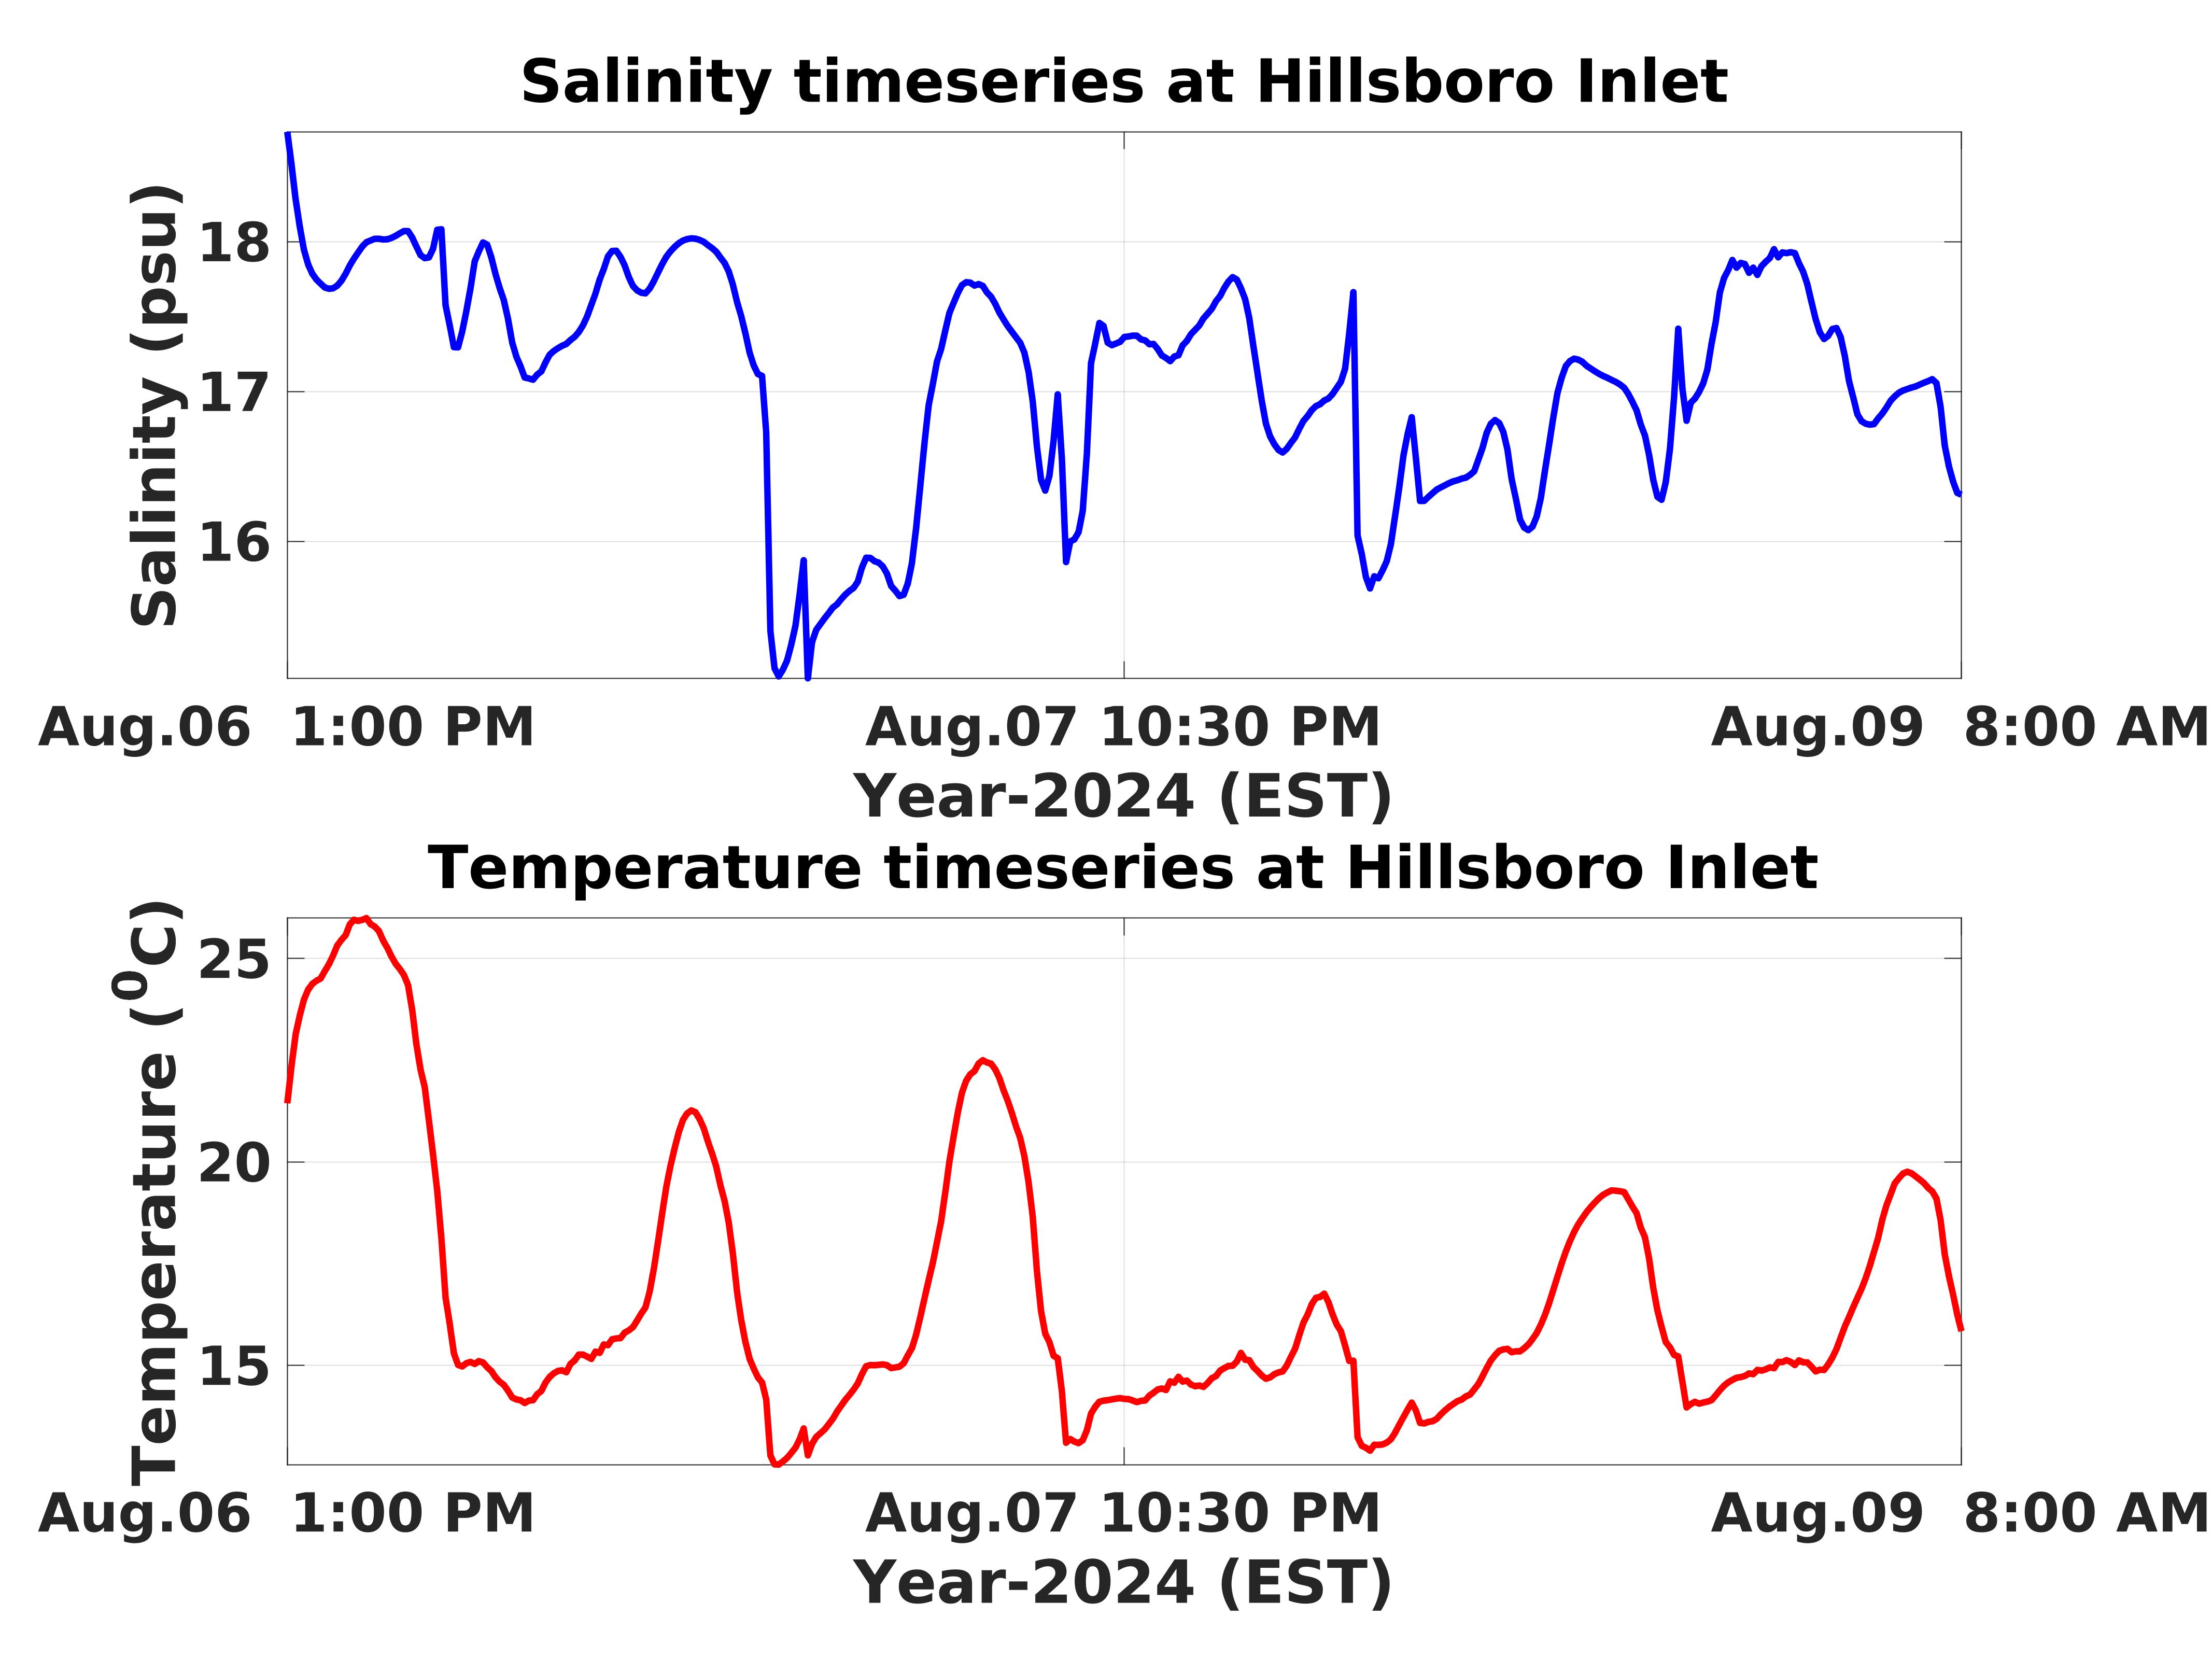 Salinity timeseries at Hillsboro Inlet
Salinity (psu)
18
17
16
Aug.06 1:00 PM
Aug.07 10:30 PM
Aug.09 8:00 AM
Year-2024 (EST)
Temperature timeseries at Hillsboro Inlet
Temperature (⁰C)
25
20
15
Aug.06 1:00 PM
Aug.07 10:30 PM
Aug.09 8:00 AM
Year-2024 (EST)